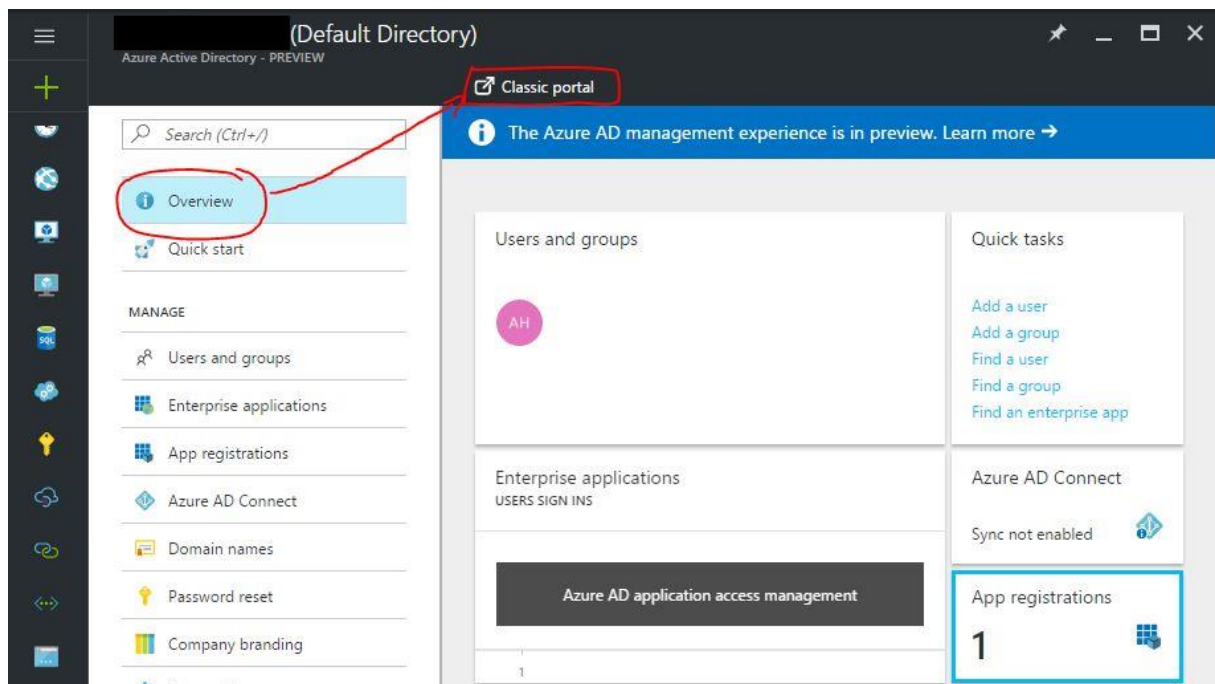 (Default Directory)
Azure Active Directory - PREVIEW
Classic portal
Search (Ctrl+/)
Overview
Quick start
MANAGE
Users and groups
Enterprise applications
App registrations
Azure AD Connect
Domain names
Password reset
Company branding
The Azure AD management experience is in preview. Learn more →
Users and groups
AH
Quick tasks
Add a user
Add a group
Find a user
Find a group
Find an enterprise app
Enterprise applications
USERS SIGN INS
Azure AD application access management
1
Azure AD Connect
Sync not enabled
App registrations
1
SQL